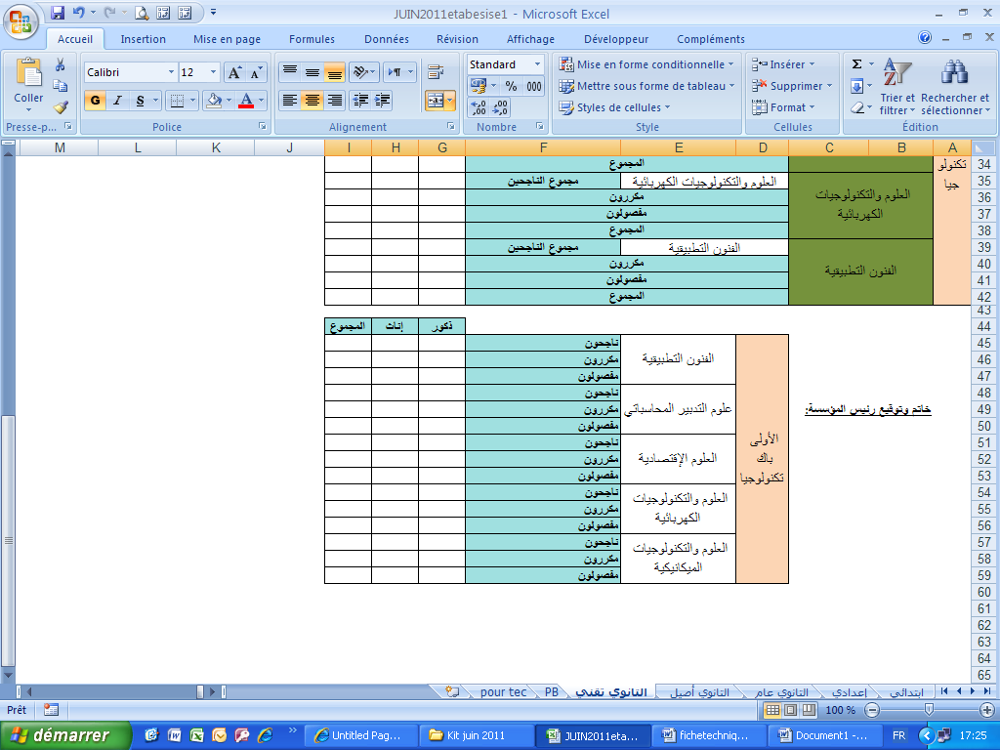 JUIN2011etabesise1 - Microsoft Excel
Accueil Insertion Mise en page Formules Données Révision Affichage Développeur Compléments
Coller
Presse-p...
Calibri 12
G I S
Police
Alignement
Standard
% 000
Nombre
Mise en forme conditionnelle
Mettre sous forme de tableau
Styles de cellules
Style
Insérer
Supprimer
Format
Cellules
Trier et filtrer
Rechercher et sélectionner
Édition
M L K J I H G F E D C B A
34 المجموع
تكنولو
جيا
35 العلوم والتكنولوجيات الكهربائية مجموع الناجحين
العلوم والتكنولوجيات
الكهربائية
36 مكررون
37 مفصولون
38 المجموع
39 الفنون التطبيقية مجموع الناجحين
الفنون التطبيقية
40 مكررون
41 مفصولون
42 المجموع
43
44 ذكور إناث المجموع
الأولى
باك
تكنولوجيا
الفنون التطبيقية
45 ناجحون
46 مكررون
47 مفصولون
علوم التدبير المحاسباتي
48 ناجحون
49 مكررون
خاتم وتوقيع رئيس المؤسسة:
50 مفصولون
العلوم الإقتصادية
51 ناجحون
52 مكررون
53 مفصولون
العلوم والتكنولوجيات
الكهربائية
54 ناجحون
55 مكررون
56 مفصولون
العلوم والتكنولوجيات
الميكانيكية
57 ناجحون
58 مكررون
59 مفصولون
60
61
62
63
64
65
ابتدائي إعدادي الثانوي عام الثانوي أصيل الثانوي تقني PB pour tec
Prêt 100 %
démarrer Untitled Pag... Kit juin 2011 JUIN2011eta... fichetechniq... Document1 -... FR 17:25